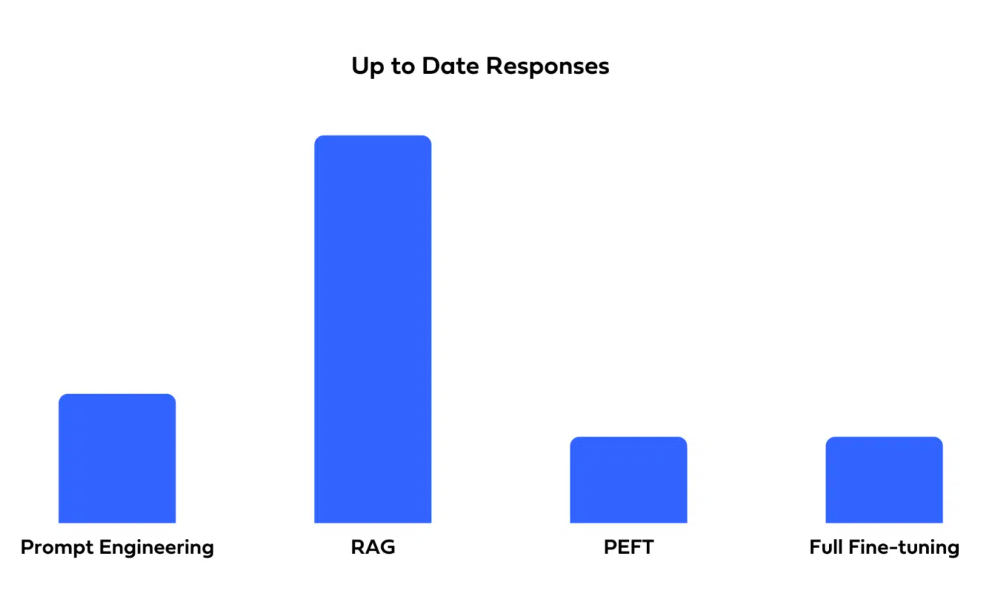 Up to Date Responses
Prompt Engineering
RAG
PEFT
Full Fine-tuning